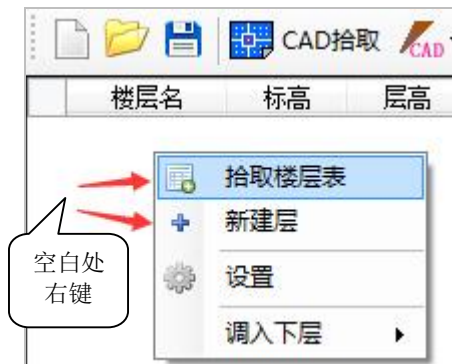 CAD拾取 CAD
楼层名 标高 层高
拾取楼层表
新建层
空白处
右键
设置
调入下层